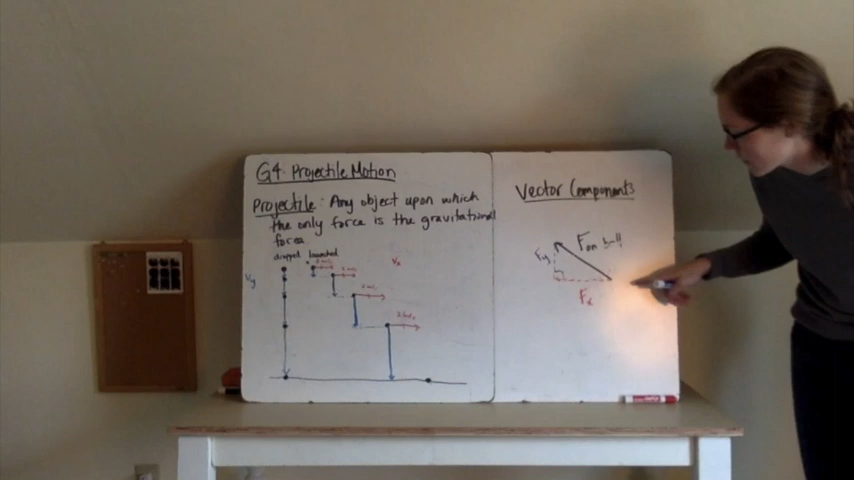 G4: Projectile Motion
Projectile: Any object upon which
the only force is the gravitational
force.
dropped launched
Vx
Vy
Vector Components
F on ball
Fy
Fx